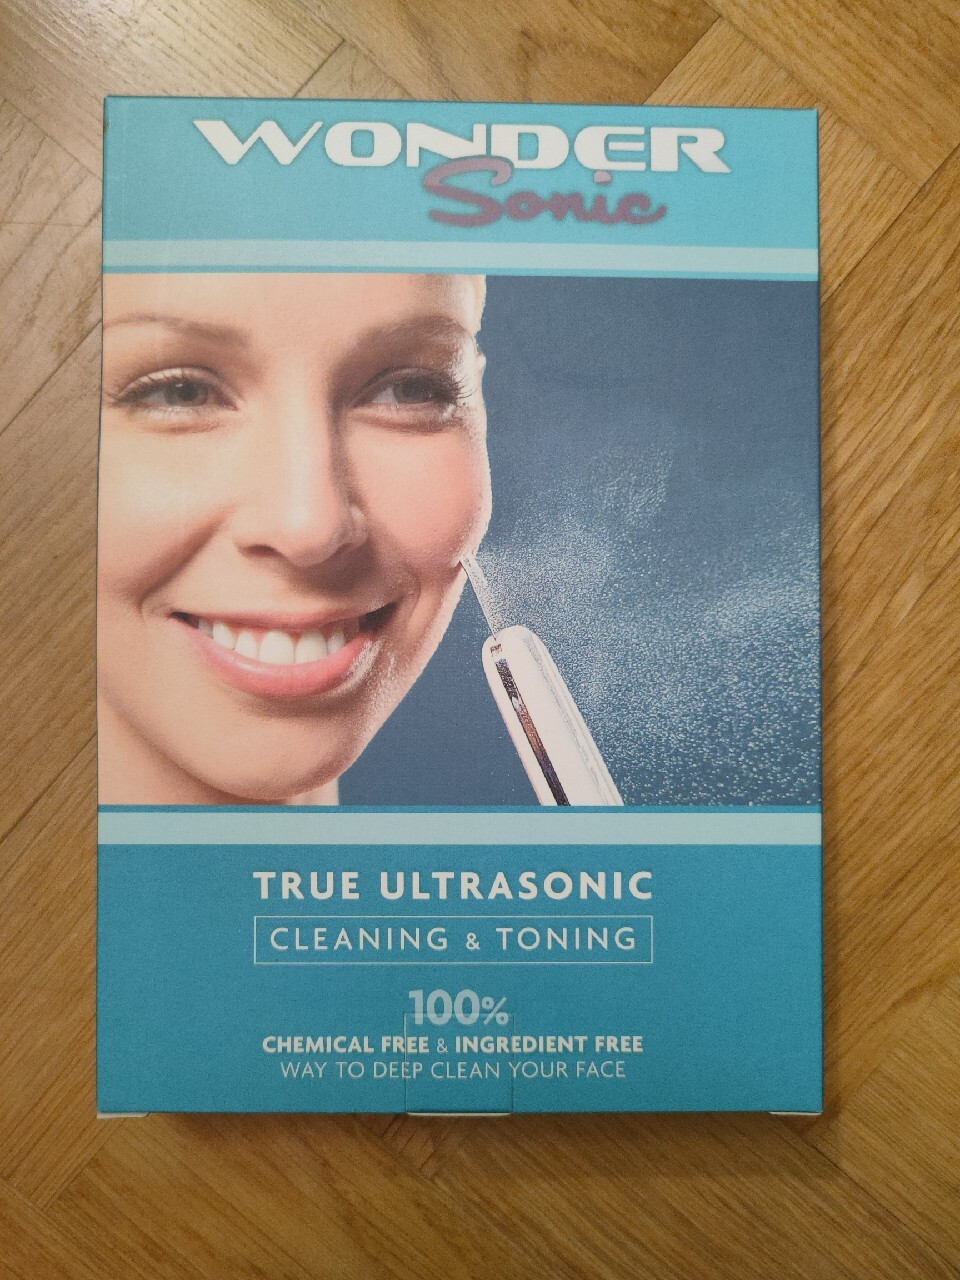 WONDER
Sonic
TRUE ULTRASONIC
CLEANING & TONING
100%
CHEMICAL FREE & INGREDIENT FREE
WAY TO DEEP CLEAN YOUR FACE